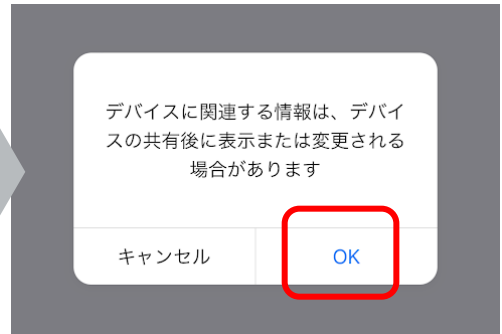 デバイスに関連する情報は、デバイ
スの共有後に表示または変更される
場合があります
キャンセル
OK